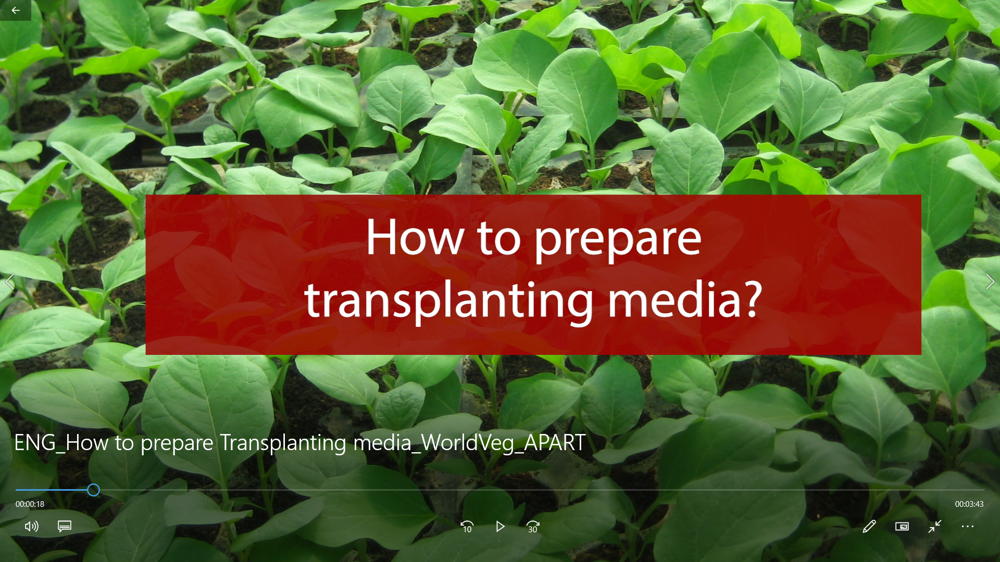 How to prepare
transplanting media?
ENG_How to prepare Transplanting media_WorldVeg_APART
00:00:18
00:03:43
10
30